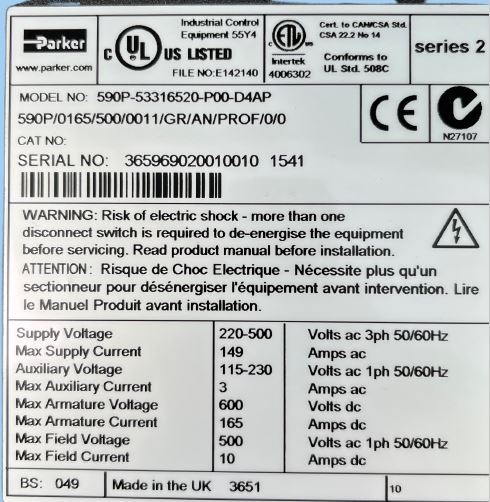 Parker
www.parker.com
c UL US LISTED
Industrial Control
Equipment 55Y4
FILE NO:E142140
c ETL
Intertek
4006302
Cert. to CAN/CSA Std.
CSA 22.2 No 14
Conforms to
UL Std. 508C
series 2
MODEL NO: 590P-53316520-P00-D4AP
590P/0165/500/0011/GR/AN/PROF/0/0
CAT NO:
SERIAL NO: 365969020010010 1541
CE
N27107
WARNING: Risk of electric shock - more than one
disconnect switch is required to de-energise the equipment
before servicing. Read product manual before installation.
ATTENTION : Risque de Choc Electrique - Nécessite plus qu'un
sectionneur pour désénergiser l'équipement avant intervention. Lire
le Manuel Produit avant installation.
Supply Voltage 220-500 Volts ac 3ph 50/60Hz
Max Supply Current 149 Amps ac
Auxiliary Voltage 115-230 Volts ac 1ph 50/60Hz
Max Auxiliary Current 3 Amps ac
Max Armature Voltage 600 Volts dc
Max Armature Current 165 Amps dc
Max Field Voltage 500 Volts ac 1ph 50/60Hz
Max Field Current 10 Amps dc
BS: 049 Made in the UK 3651 10